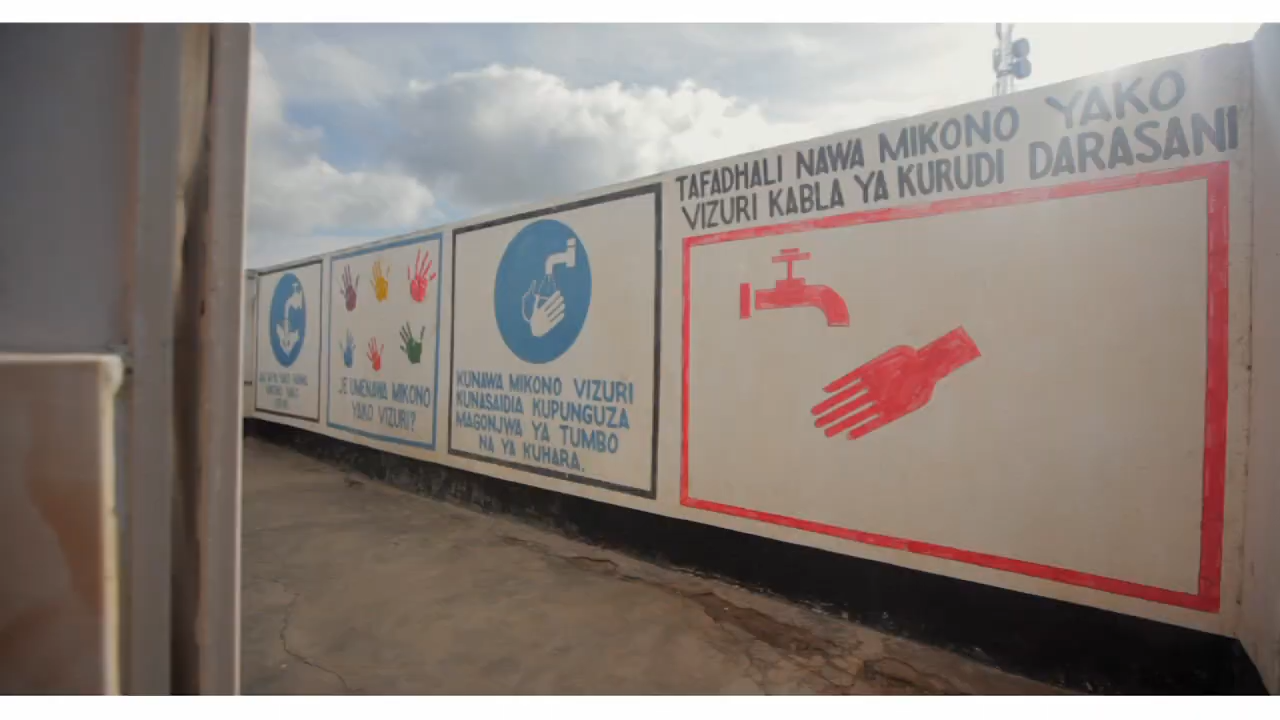 TAFADHALI NAWA MIKONO YAKO
VIZURI KABLA YA KURUDI DARASANI
KUNAWA MIKONO VIZURI
KUNASAIDIA KUPUNGUZA
MAGONJWA YA TUMBO
NA YA KUHARA.
JE UMENAWA MIKONO
YAKO VIZURI?